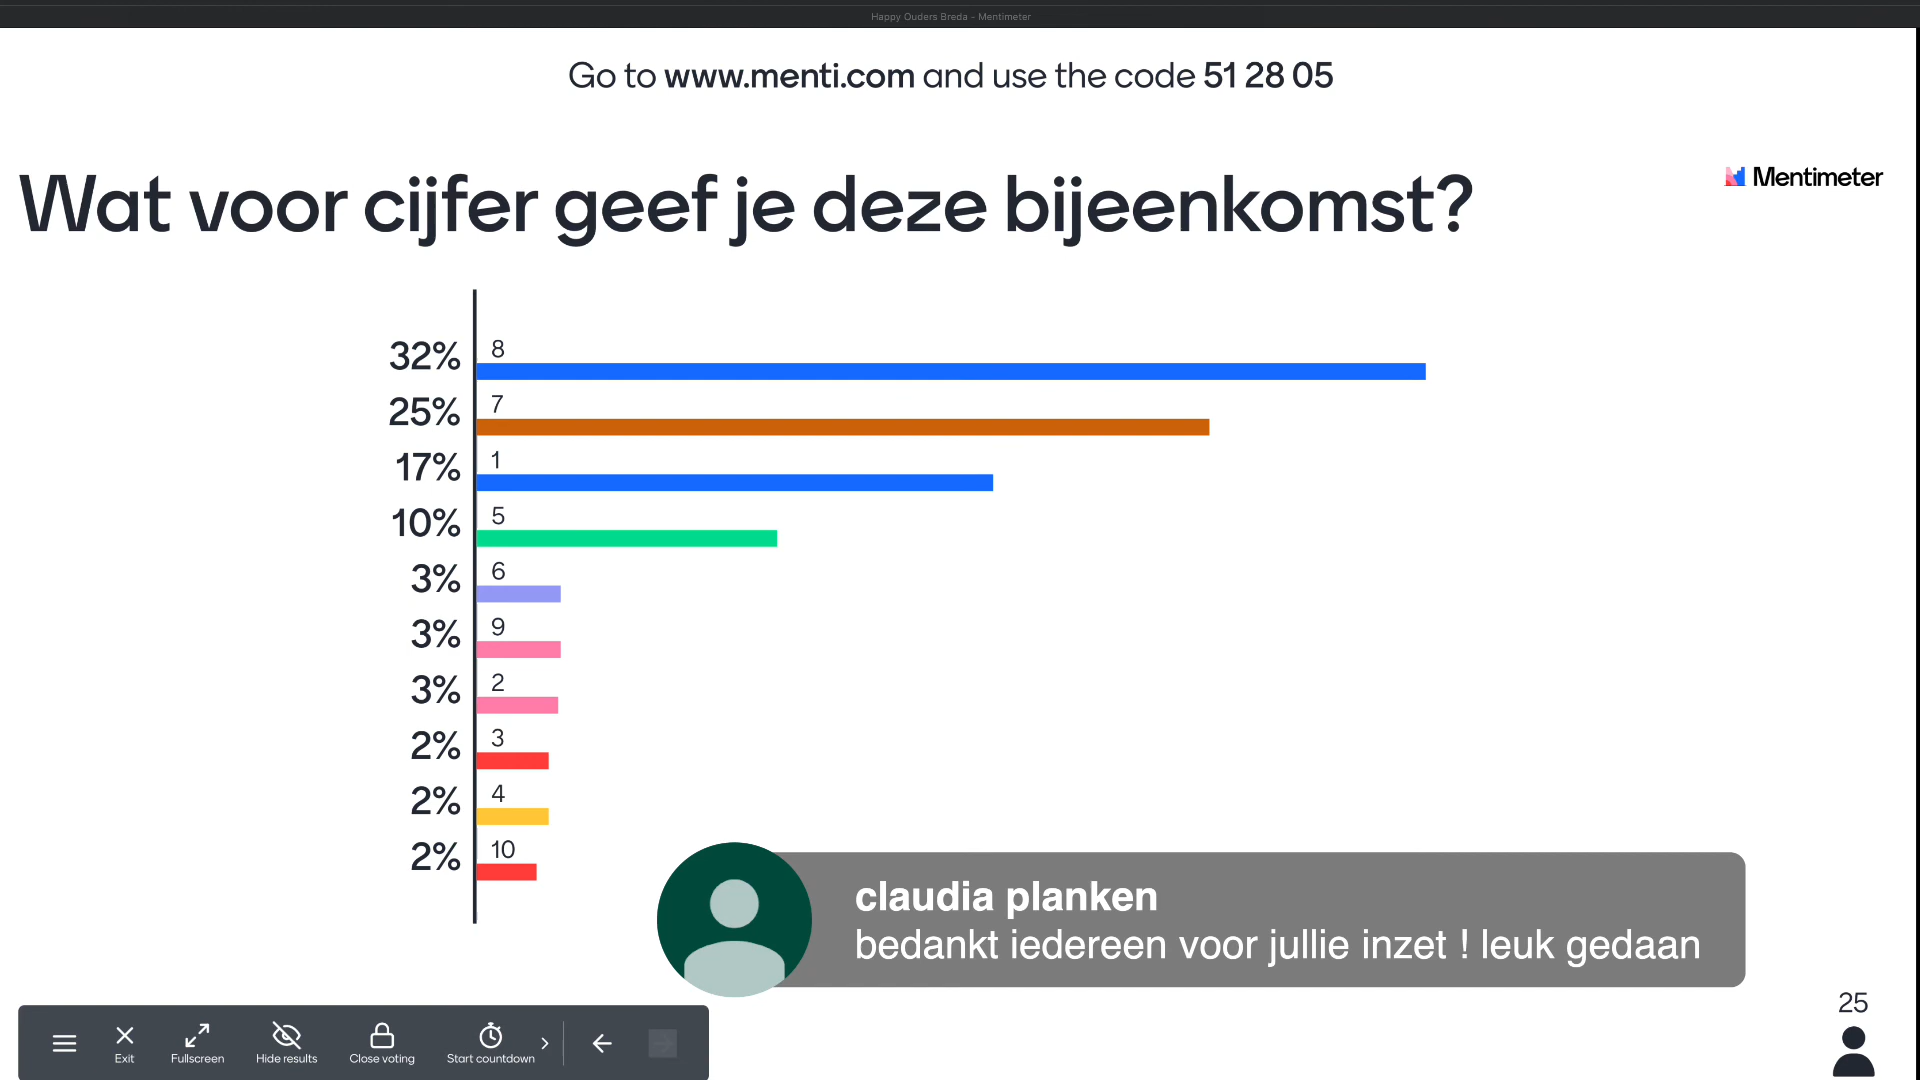 Happy Ouders Breda - Mentimeter
Go to www.menti.com and use the code 51 28 05
Wat voor cijfer geef je deze bijeenkomst?
Mentimeter
32% 8
25% 7
17% 1
10% 5
3% 6
3% 9
3% 2
2% 3
2% 4
2% 10
claudia planken
bedankt iedereen voor jullie inzet ! leuk gedaan
25
Exit Fullscreen Hide results Close voting Start countdown